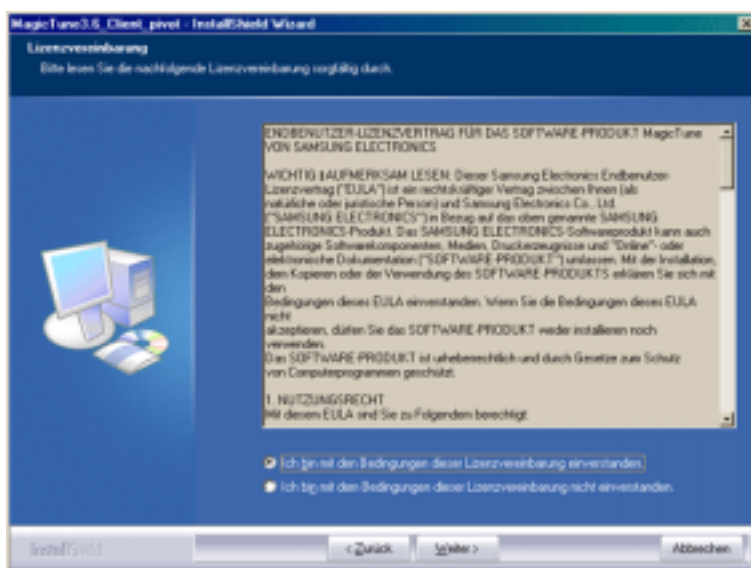 MagicTune3.6_Client_pivot - InstallShield Wizard
Lizenzvereinbarung
Bitte lesen Sie die nachfolgende Lizenzvereinbarung sorgfältig durch.
ENDBENUTZER-LIZENZVERTRAG FÜR DAS SOFTWARE-PRODUKT MagicTune
VON SAMSUNG ELECTRONICS
WICHTIG | AUFMERKSAM LESEN: Dieser Samsung Electronics Endbenutzer-
Lizenzvertrag ("EULA") ist ein rechtskräftiger Vertrag zwischen Ihnen (als
natürliche oder juristische Person) und Samsung Electronics Co., Ltd.
("SAMSUNG ELECTRONICS") in Bezug auf das oben genannte SAMSUNG
ELECTRONICS-Produkt. Das SAMSUNG ELECTRONICS-Softwareprodukt kann auch
zugehörige Softwarekomponenten, Medien, Druckerzeugnisse und "Online"- oder
elektronische Dokumentation ("SOFTWARE-PRODUKT") umfassen. Mit der Installation,
dem Kopieren oder der Verwendung des SOFTWARE-PRODUKTS erklären Sie sich mit
den
Bedingungen dieses EULA einverstanden. Wenn Sie die Bedingungen dieses EULA
nicht
akzeptieren, dürfen Sie das SOFTWARE-PRODUKT weder installieren noch
verwenden.
Das SOFTWARE-PRODUKT ist urheberrechtlich und durch Gesetze zum Schutz
von Computerprogrammen geschützt.
1. NUTZUNGSRECHT
Mit diesem EULA sind Sie zu Folgendem berechtigt:
Ich bin mit den Bedingungen dieser Lizenzvereinbarung einverstanden.
Ich bin mit den Bedingungen dieser Lizenzvereinbarung nicht einverstanden.
InstallShield
< Zurück
Weiter >
Abbrechen